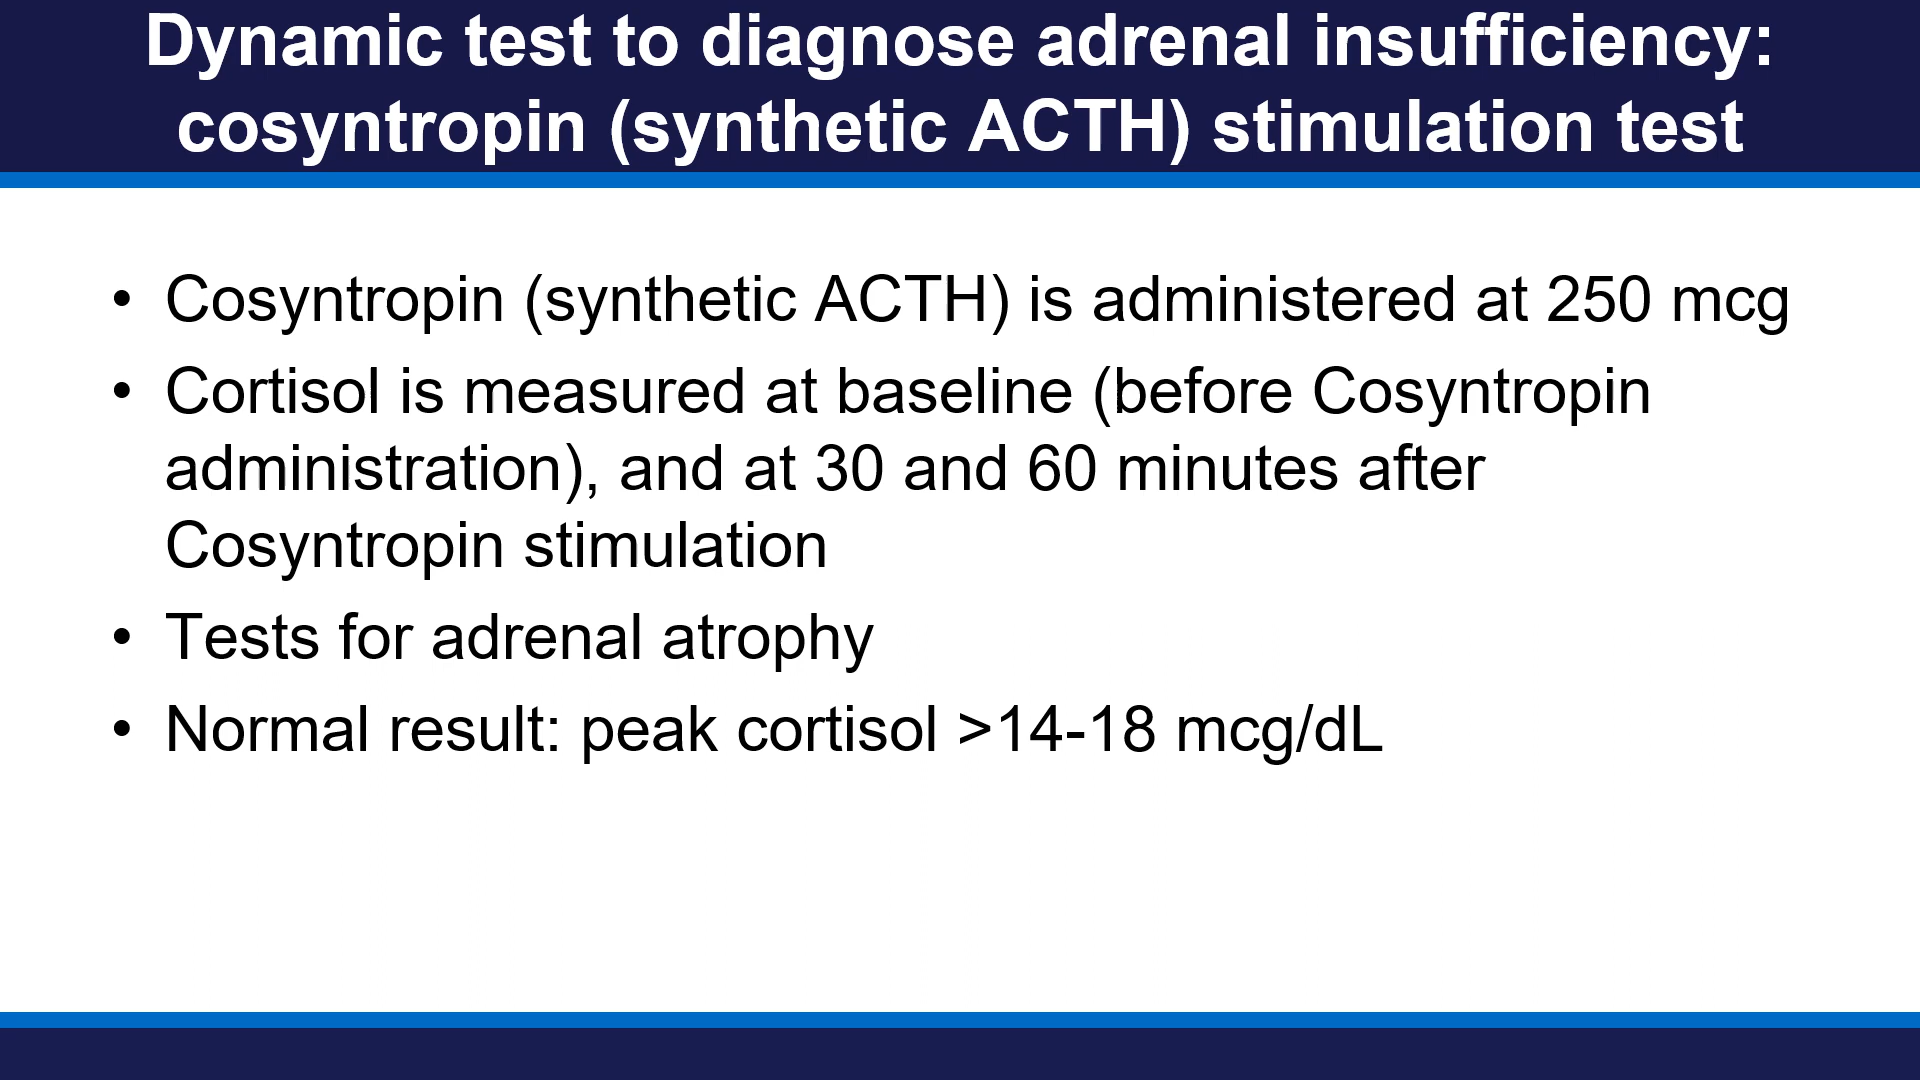 Dynamic test to diagnose adrenal insufficiency:
cosyntropin (synthetic ACTH) stimulation test
• Cosyntropin (synthetic ACTH) is administered at 250 mcg
• Cortisol is measured at baseline (before Cosyntropin
administration), and at 30 and 60 minutes after
Cosyntropin stimulation
• Tests for adrenal atrophy
• Normal result: peak cortisol >14-18 mcg/dL